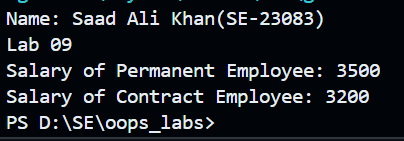 Name: Saad Ali Khan(SE-23083)
Lab 09
Salary of Permanent Employee: 3500
Salary of Contract Employee: 3200
PS D:\SE\oops_labs>